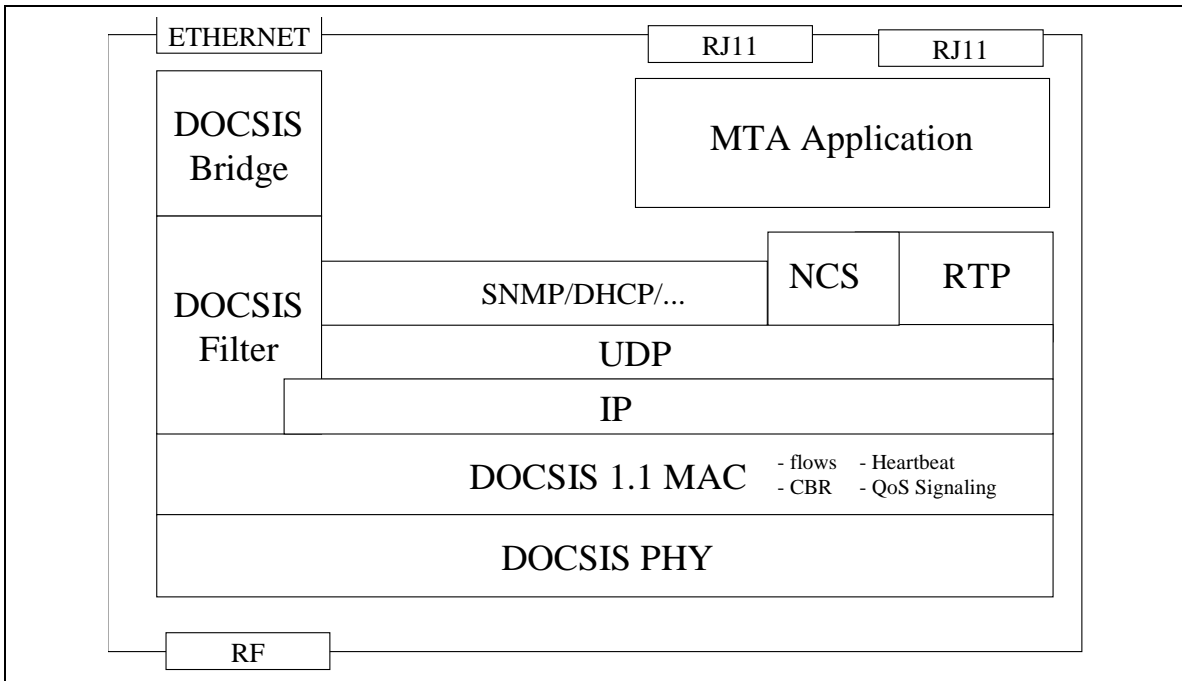 ETHERNET
RJ11
RJ11
DOCSIS
Bridge
MTA Application
DOCSIS
Filter
SNMP/DHCP/...
NCS
RTP
UDP
IP
DOCSIS 1.1 MAC
- flows - Heartbeat
- CBR - QoS Signaling
DOCSIS PHY
RF